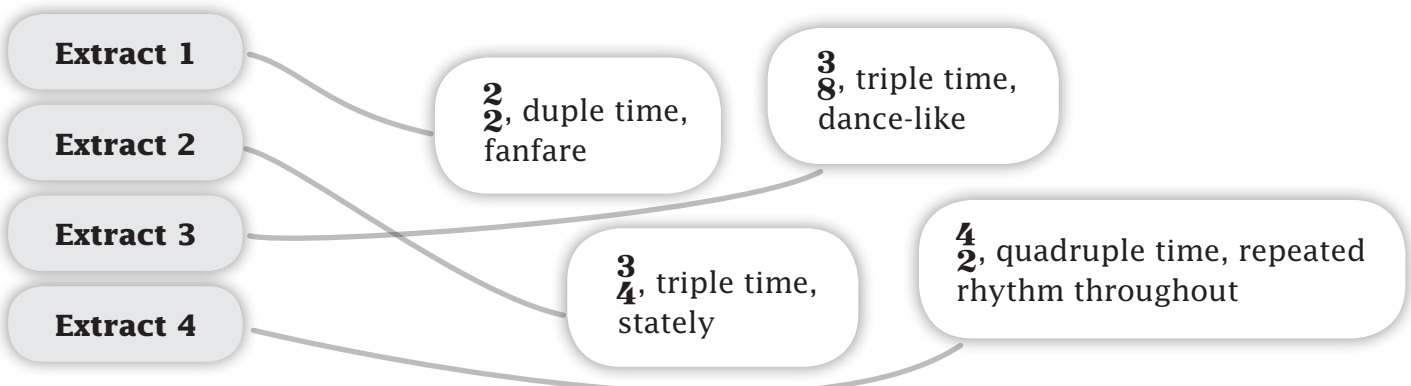 Extract 1
Extract 2
Extract 3
Extract 4
2
2, duple time,
fanfare
3
8, triple time,
dance-like
3
4, triple time,
stately
4
2, quadruple time, repeated
rhythm throughout